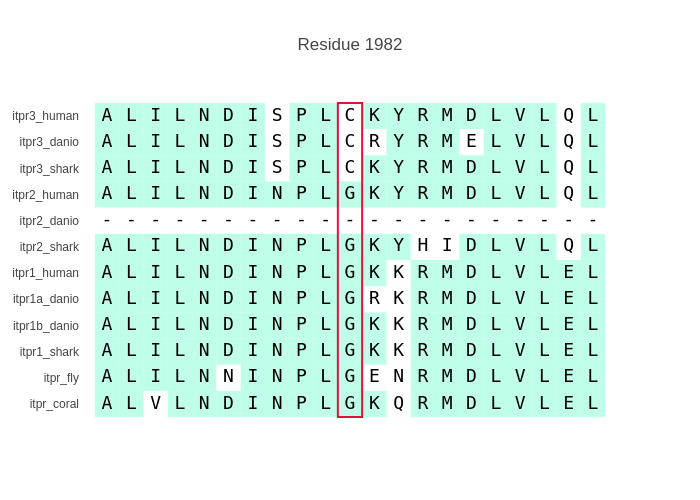 Residue 1982
itpr3_human A L I L N D I S P L C K Y R M D L V L Q L
itpr3_danio A L I L N D I S P L C R Y R M E L V L Q L
itpr3_shark A L I L N D I S P L C K Y R M D L V L Q L
itpr2_human A L I L N D I N P L G K Y R M D L V L Q L
itpr2_danio - - - - - - - - - - - - - - - - - - - - -
itpr2_shark A L I L N D I N P L G K Y H I D L V L Q L
itpr1_human A L I L N D I N P L G K K R M D L V L E L
itpr1a_danio A L I L N D I N P L G R K R M D L V L E L
itpr1b_danio A L I L N D I N P L G K K R M D L V L E L
itpr1_shark A L I L N D I N P L G K K R M D L V L E L
itpr_fly A L I L N N I N P L G E N R M D L V L E L
itpr_coral A L V L N D I N P L G K Q R M D L V L E L